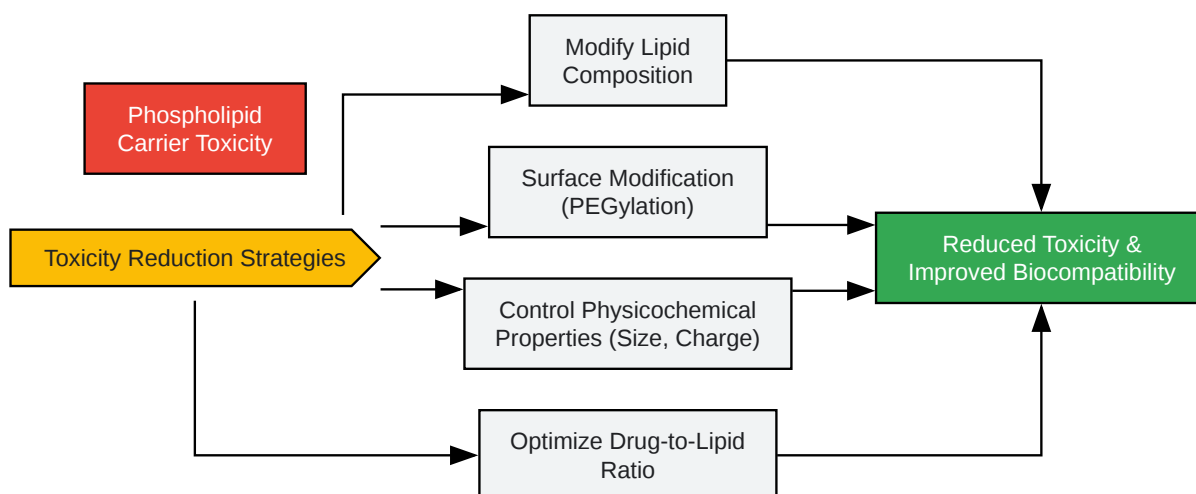 Modify Lipid
Composition
Phospholipid
Carrier Toxicity
Surface Modification
(PEGylation)
Toxicity Reduction Strategies
Reduced Toxicity &
Improved Biocompatibility
Control Physicochemical
Properties (Size, Charge)
Optimize Drug-to-Lipid
Ratio